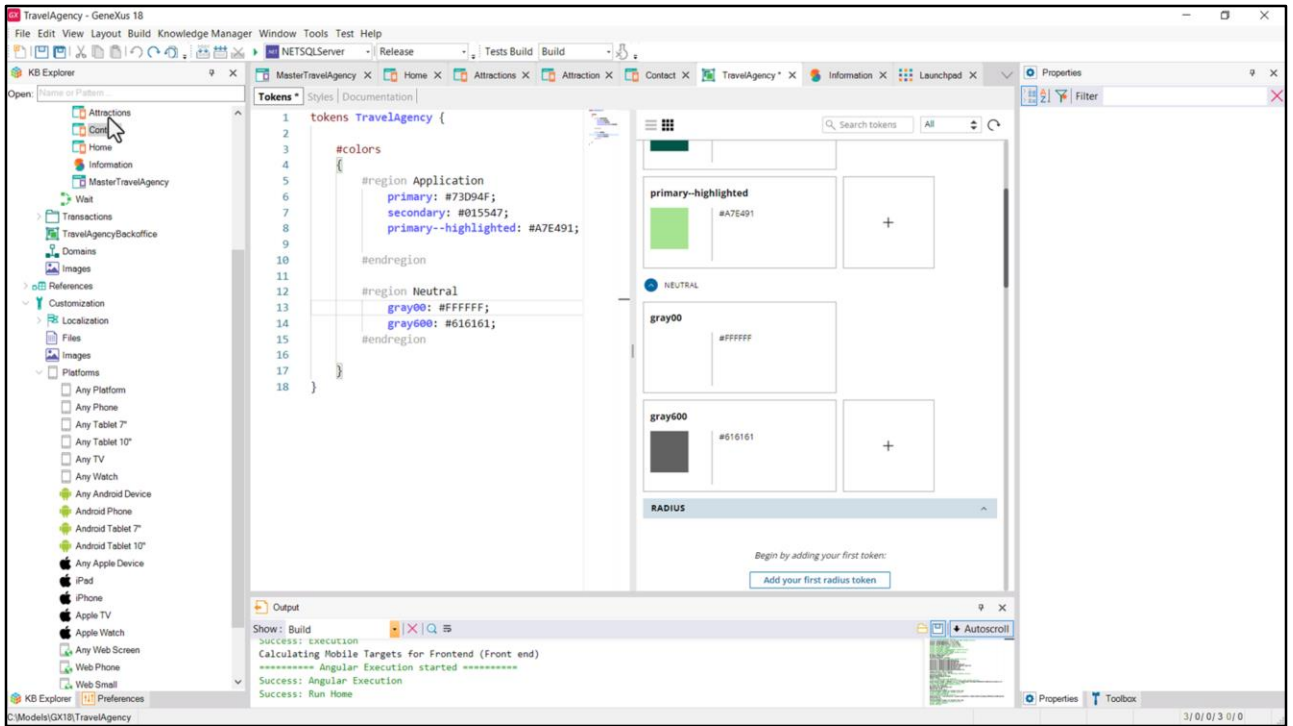 TravelAgency - GeneXus 18
File Edit View Layout Build Knowledge Manager Window Tools Test Help
NETSQLServer Release Tests Build Build
KB Explorer
Open: Name or Pattern
Attractions
Cont
Home
Information
MasterTravelAgency
Wait
Transactions
TravelAgencyBackoffice
Domains
Images
References
Customization
Localization
Files
Images
Platforms
Any Platform
Any Phone
Any Tablet 7"
Any Tablet 10"
Any TV
Any Watch
Any Android Device
Android Phone
Android Tablet 7"
Android Tablet 10"
Any Apple Device
iPad
iPhone
Apple TV
Apple Watch
Any Web Screen
Web Phone
Web Small
KB Explorer Preferences
MasterTravelAgency X Home X Attractions X Attraction X Contact X TravelAgency * X Information X Launchpad X
Tokens * Styles Documentation
1 tokens TravelAgency {
2
3 #colors
4 {
5 #region Application
6 primary: #73D94F;
7 secondary: #015547;
8 primary--highlighted: #A7E491;
9
10 #endregion
11
12 #region Neutral
13 gray00: #FFFFFF;
14 gray600: #616161;
15 #endregion
16
17 }
18 }
Search tokens All
primary--highlighted
#A7E491
+
NEUTRAL
gray00
#FFFFFF
gray600
#616161
+
RADIUS
Begin by adding your first token:
Add your first radius token
Output
Show: Build Autoscroll
Success: Execution
Calculating Mobile Targets for Frontend (Front end)
========== Angular Execution started ==========
Success: Angular Execution
Success: Run Home
Properties
Filter
Properties Toolbox
C:\Models\GX18\TravelAgency
3/0/0/3 0/0